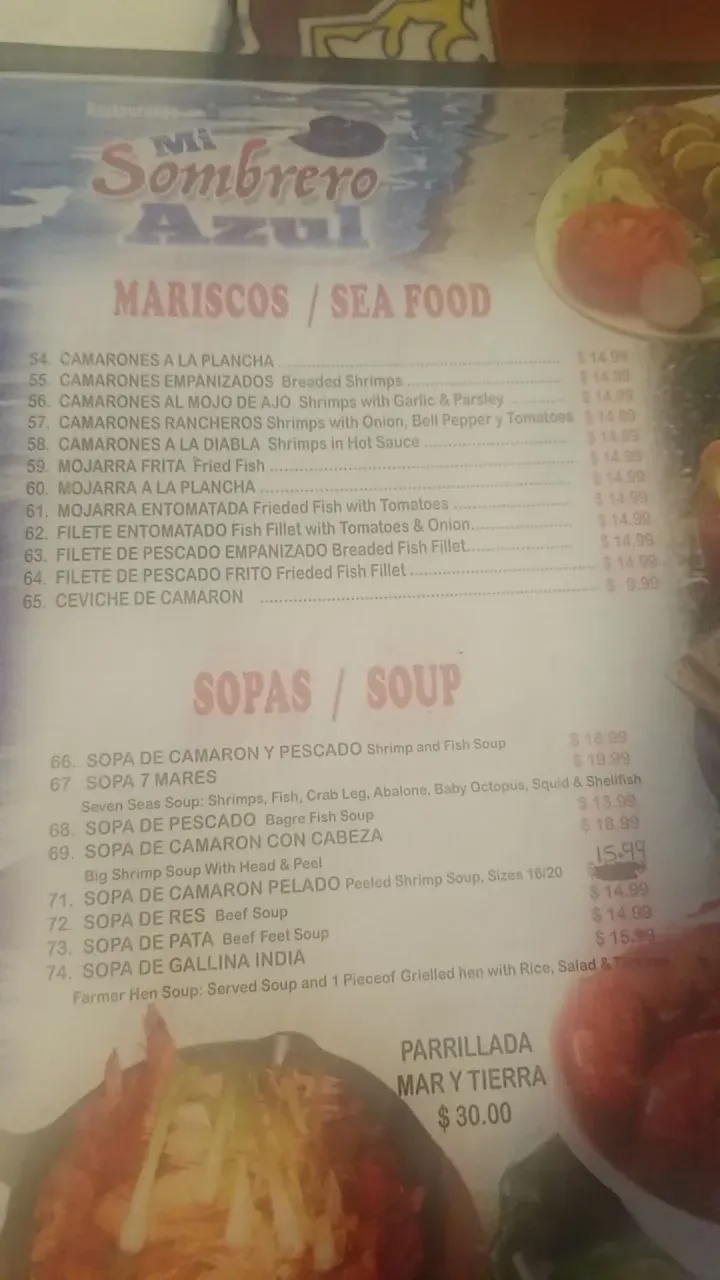 Restaurante
Mi
Sombrero
Azul
MARISCOS / SEA FOOD
54. CAMARONES A LA PLANCHA ........ $ 14.99
55. CAMARONES EMPANIZADOS Breaded Shrimps ........ $ 14.99
56. CAMARONES AL MOJO DE AJO Shrimps with Garlic & Parsley ........ $ 14.99
57. CAMARONES RANCHEROS Shrimps with Onion, Bell Pepper y Tomatoes $ 14.99
58. CAMARONES A LA DIABLA Shrimps in Hot Sauce ........ $ 14.99
59. MOJARRA FRITA Fried Fish ........ $ 14.99
60. MOJARRA A LA PLANCHA ........ $ 14.99
61. MOJARRA ENTOMATADA Frieded Fish with Tomatoes ........ $ 14.99
62. FILETE ENTOMATADO Fish Fillet with Tomatoes & Onion ........ $ 14.99
63. FILETE DE PESCADO EMPANIZADO Breaded Fish Fillet ........ $ 14.99
64. FILETE DE PESCADO FRITO Frieded Fish Fillet ........ $ 14.99
65. CEVICHE DE CAMARON ........ $ 9.99
SOPAS / SOUP
66. SOPA DE CAMARON Y PESCADO Shrimp and Fish Soup $ 16.99
67 SOPA 7 MARES $ 19.99
Seven Seas Soup: Shrimps, Fish, Crab Leg, Abalone, Baby Octopus, Squid & Shellfish
68. SOPA DE PESCADO Bagre Fish Soup $ 13.99
69. SOPA DE CAMARON CON CABEZA $ 18.99
Big Shrimp Soup With Head & Peel
71. SOPA DE CAMARON PELADO Peeled Shrimp Soup, Sizes 16/20 15.99
72. SOPA DE RES Beef Soup $ 14.99
73. SOPA DE PATA Beef Feet Soup $ 14.99
74. SOPA DE GALLINA INDIA $ 15.99
Farmer Hen Soup: Served Soup and 1 Pieceof Grielled hen with Rice, Salad &
PARRILLADA
MAR Y TIERRA
$ 30.00